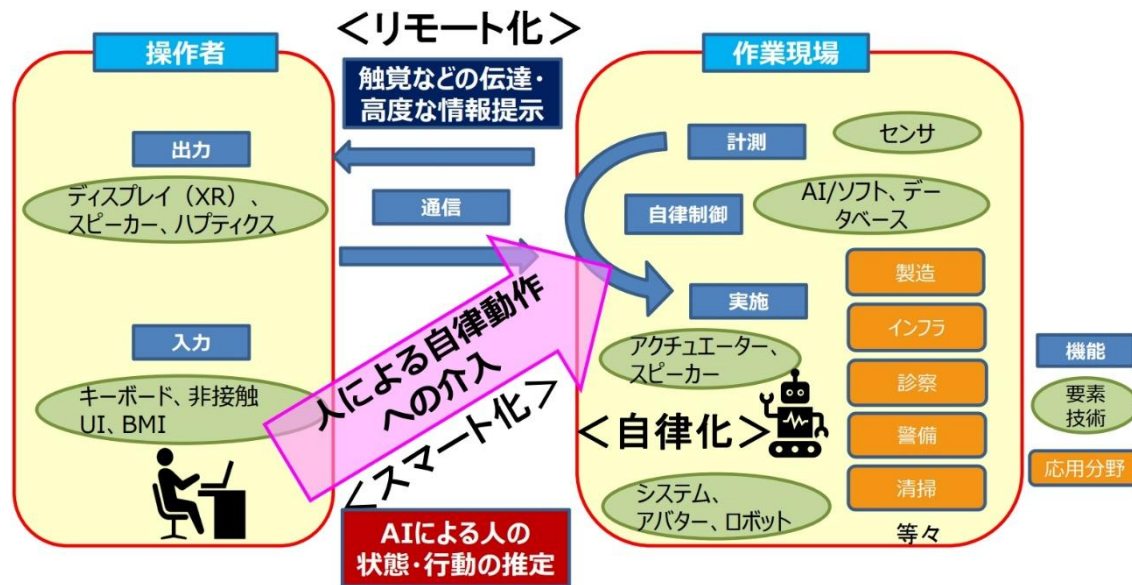 ＜リモート化＞
操作者
触覚などの伝達・
高度な情報提示
作業現場
出力
ディスプレイ（XR）、
スピーカー、ハプティクス
通信
入力
キーボード、非接触
UI、BMI
人による自律動作
への介入
＜スマート化＞
AIによる人の
状態・行動の推定
計測
センサ
自律制御
AI/ソフト、デー
タベース
実施
アクチュエーター、
スピーカー
＜自律化＞
システム、
アバター、ロボット
製造
インフラ
診察
警備
清掃
等々
機能
要素
技術
応用分野